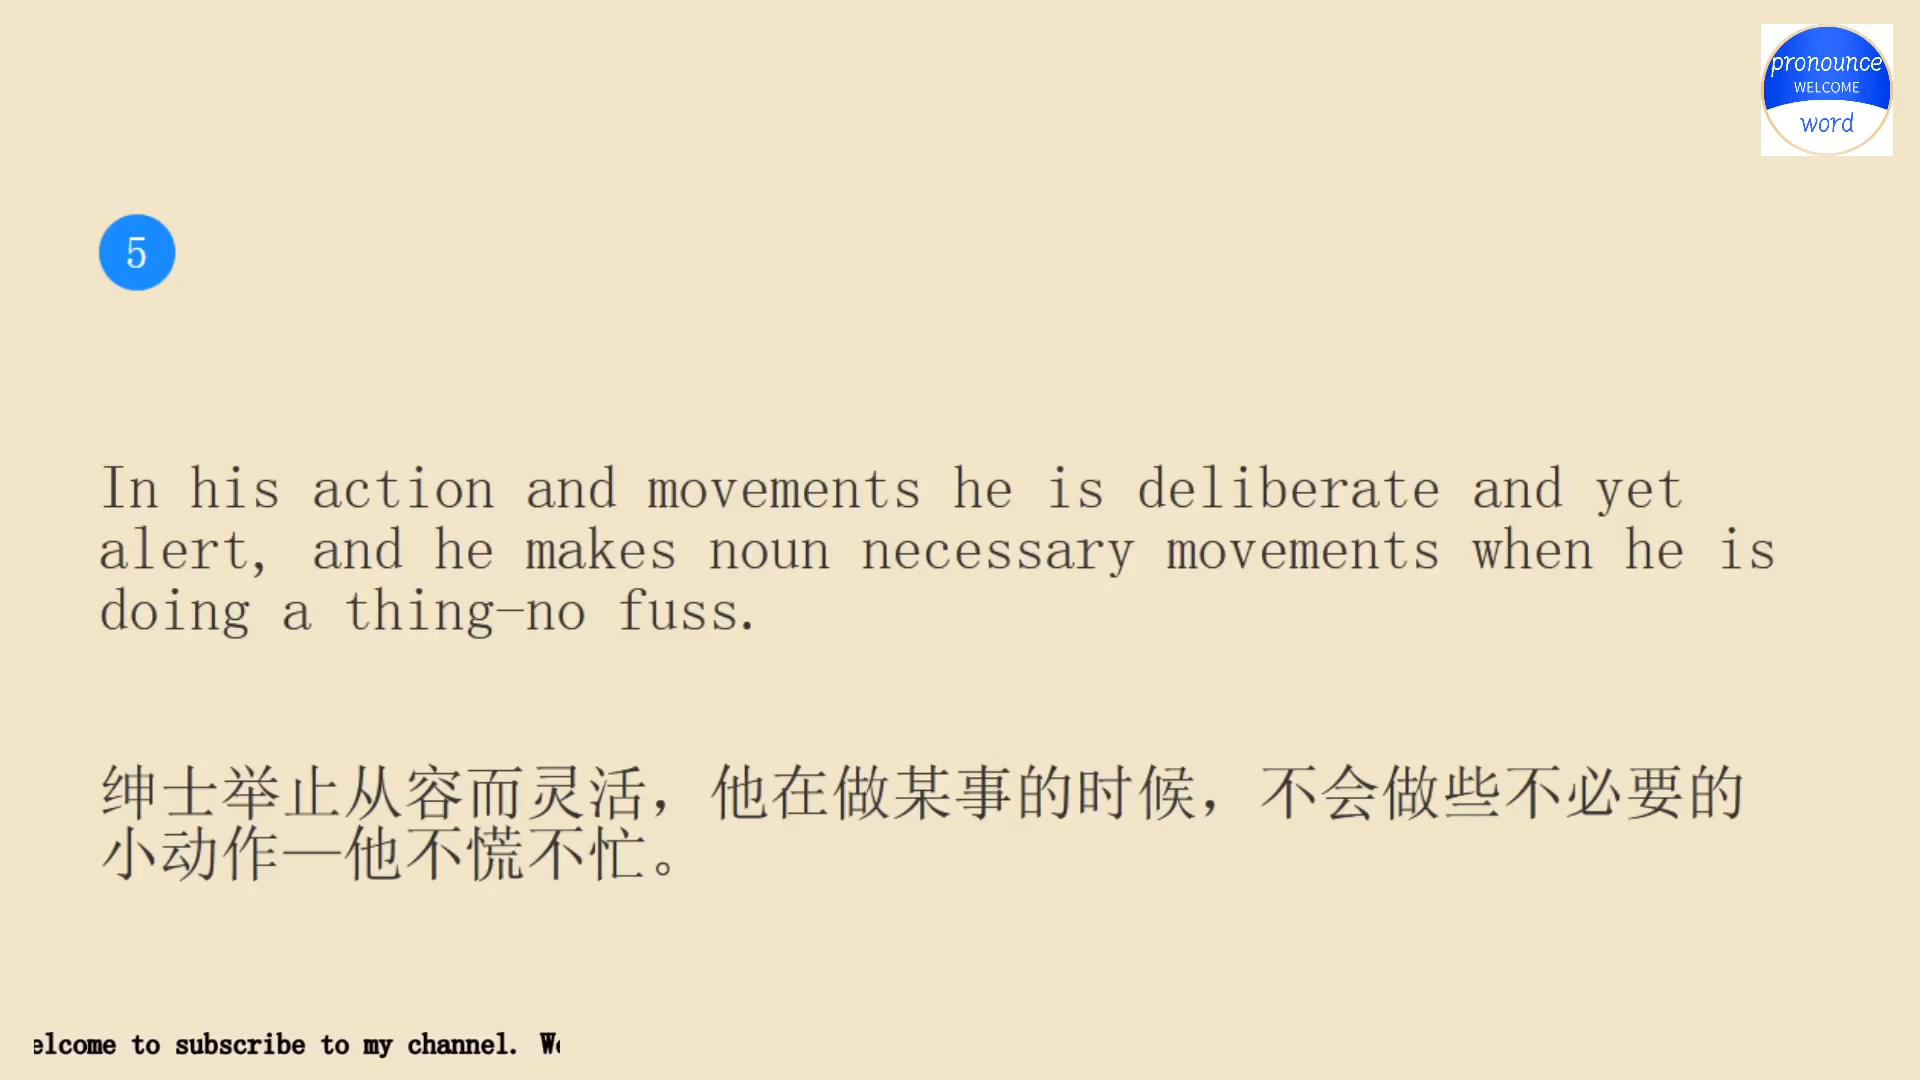 pronounce
WELCOME
word
5
In his action and movements he is deliberate and yet
alert, and he makes noun necessary movements when he is
doing a thing-no fuss.
绅士举止从容而灵活，他在做某事的时候，不会做些不必要的
小动作—他不慌不忙。
elcome to subscribe to my channel. We